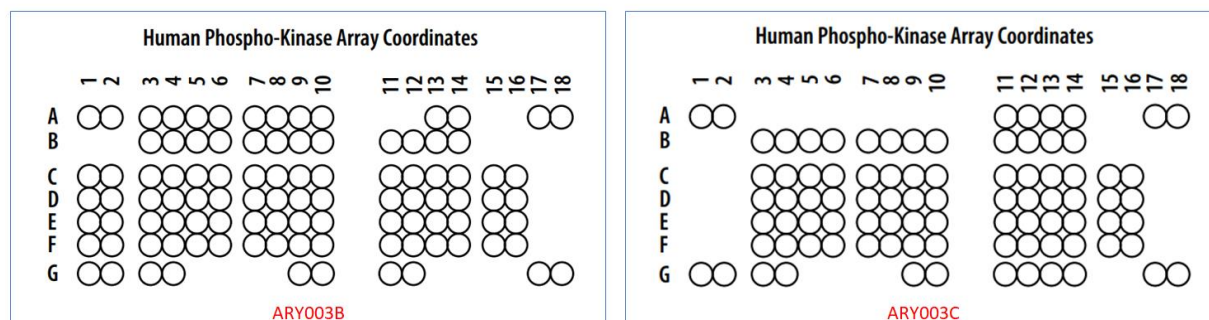 Human Phospho-Kinase Array Coordinates
1 2 3 4 5 6 7 8 9 10 11 12 13 14 15 16 17 18
A
B
C
D
E
F
G
ARY003B
Human Phospho-Kinase Array Coordinates
1 2 3 4 5 6 7 8 9 10 11 12 13 14 15 16 17 18
A
B
C
D
E
F
G
ARY003C